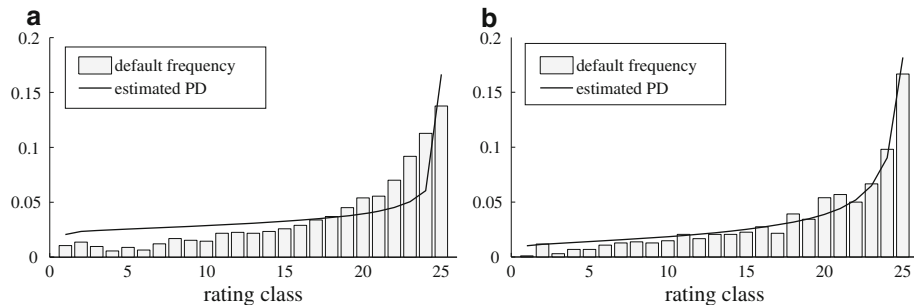 a
0.2
default frequency
estimated PD
0.15
0.1
0.05
0
0 5 10 15 20 25
rating class
b
0.2
default frequency
estimated PD
0.15
0.1
0.05
0
0 5 10 15 20 25
rating class